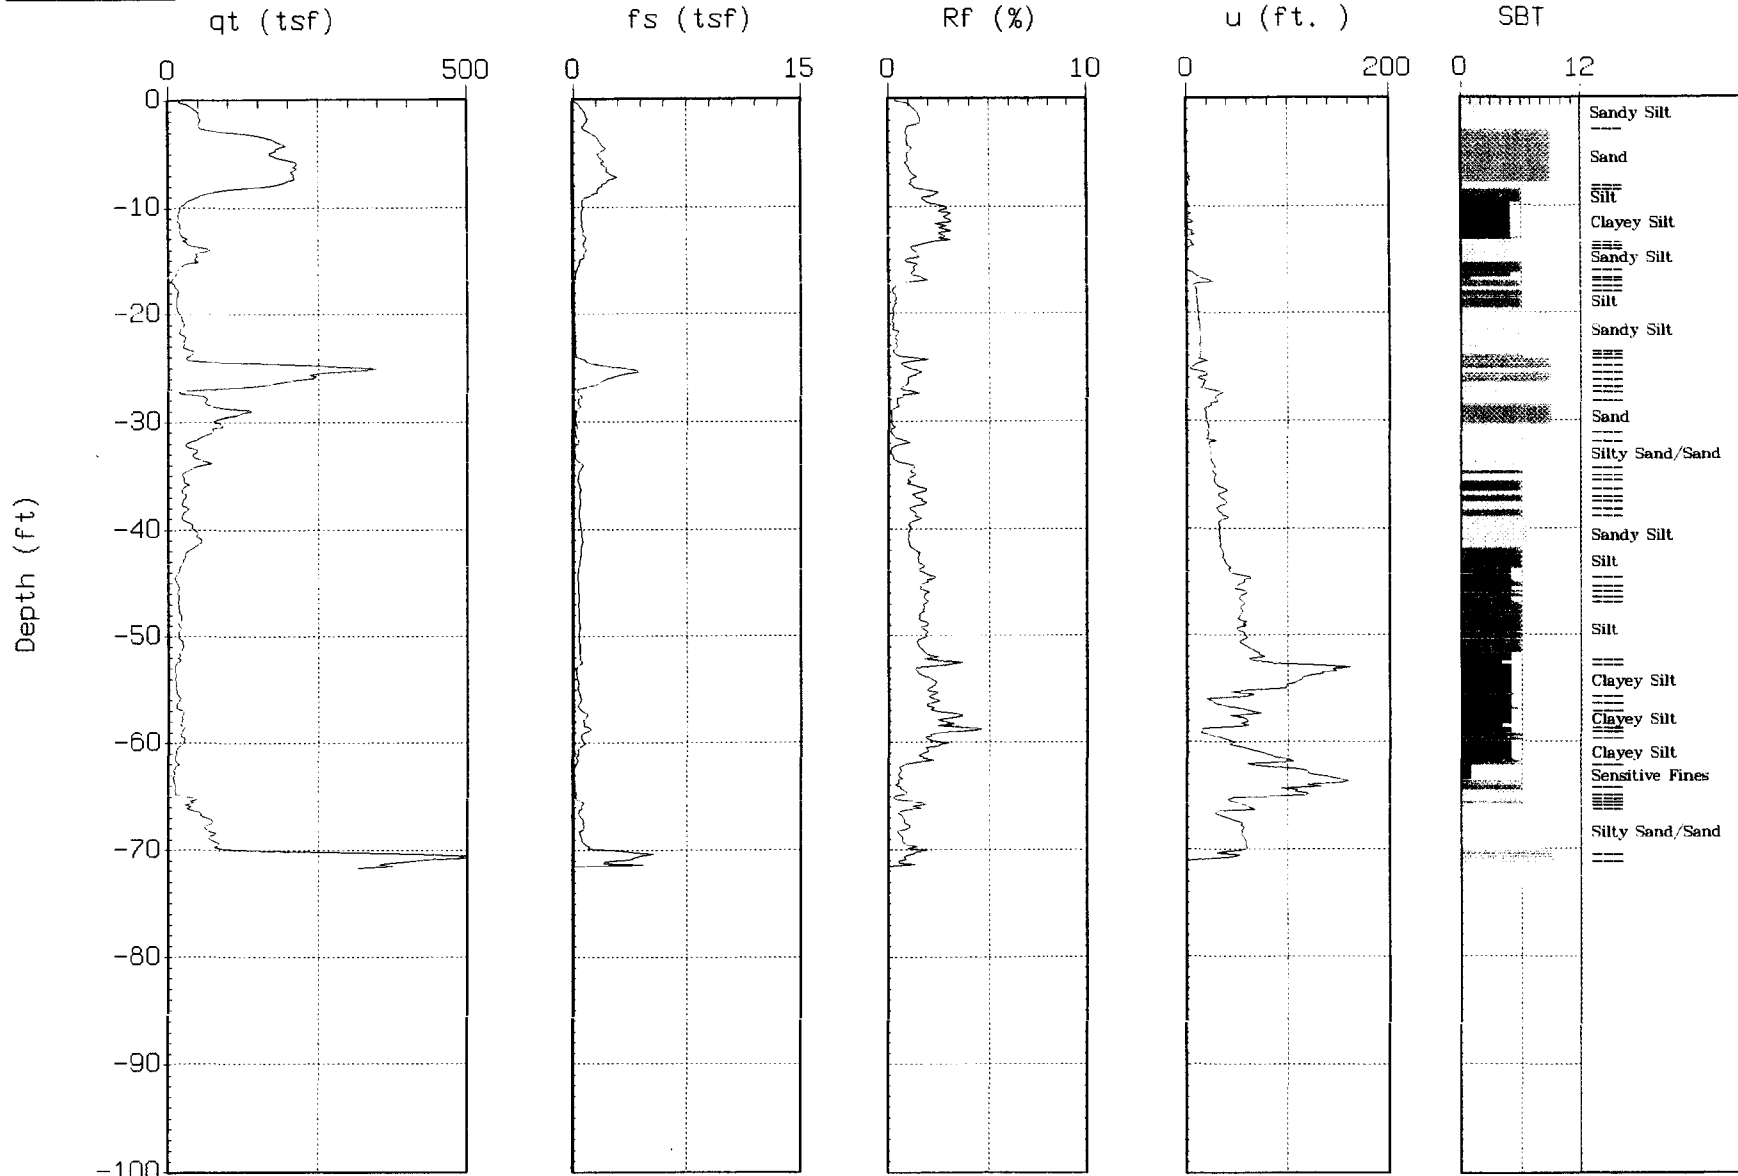 qt (tsf) fs (tsf) Rf (%) u (ft. ) SBT
0 500 0 15 0 10 0 200 0 12
Depth (ft)
0
-10
-20
-30
-40
-50
-60
-70
-80
-90
-100
Sandy Silt
Sand
Silt
Clayey Silt
Sandy Silt
Silt
Sandy Silt
Sand
Silty Sand/Sand
Sandy Silt
Silt
Silt
Clayey Silt
Clayey Silt
Clayey Silt
Sensitive Fines
Silty Sand/Sand